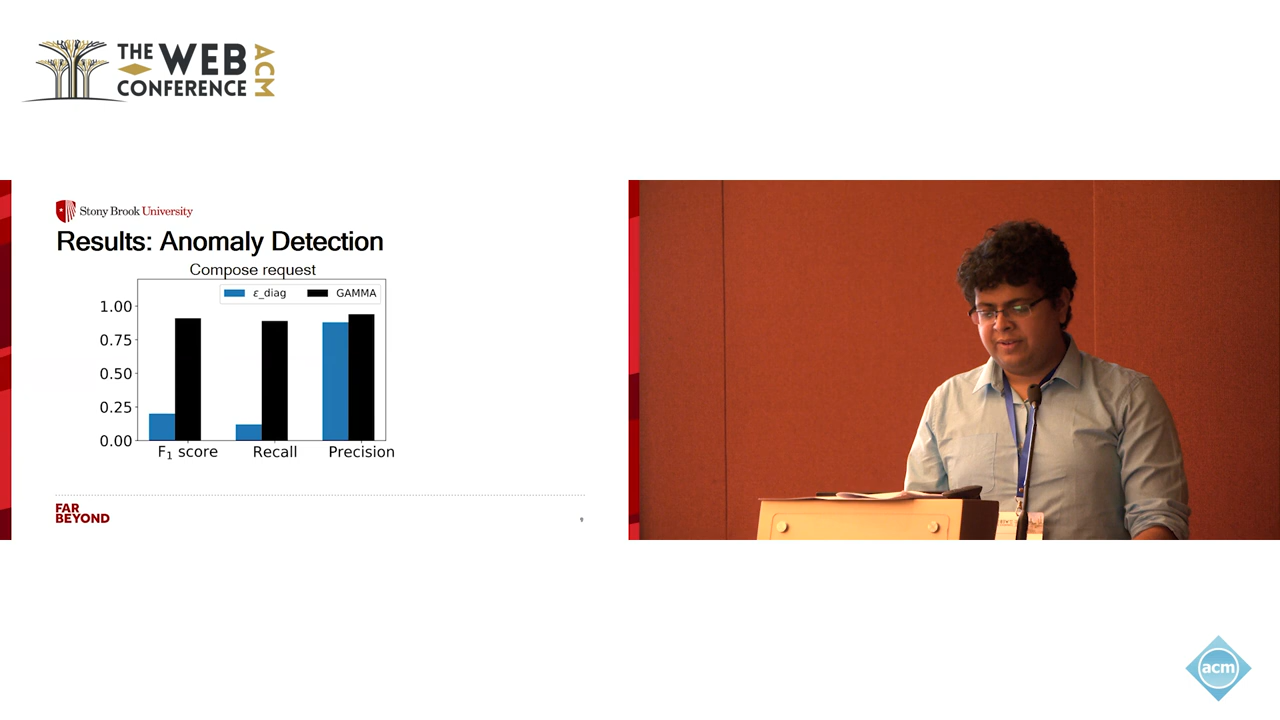 THE WEB
CONFERENCE
ACM
Stony Brook University
Results: Anomaly Detection
Compose request
ε_diag GAMMA
1.00
0.75
0.50
0.25
0.00
F₁ score Recall Precision
FAR
BEYOND
9
acm